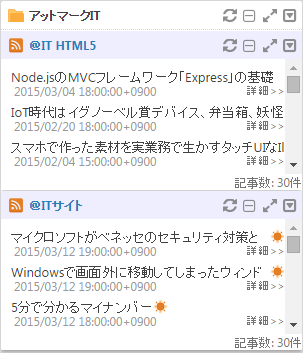 アットマークIT
@IT HTML5
Node.jsのMVCフレームワーク「Express」の基礎
2015/03/04 18:00:00+0900 詳細>>
IoT時代はイグノーベル賞デバイス、弁当箱、妖怪
2015/02/20 18:00:00+0900 詳細>>
スマホで作った素材を実業務で生かすタッチUIなIl
2015/02/04 15:00:00+0900 詳細>>
記事数: 30件
@ITサイト
マイクロソフトがベネッセのセキュリティ対策と
2015/03/12 19:00:00+0900 詳細>>
Windowsで画面外に移動してしまったウィンド
2015/03/12 19:00:00+0900 詳細>>
5分で分かるマイナンバー
2015/03/12 18:00:00+0900 詳細>>
記事数: 30件